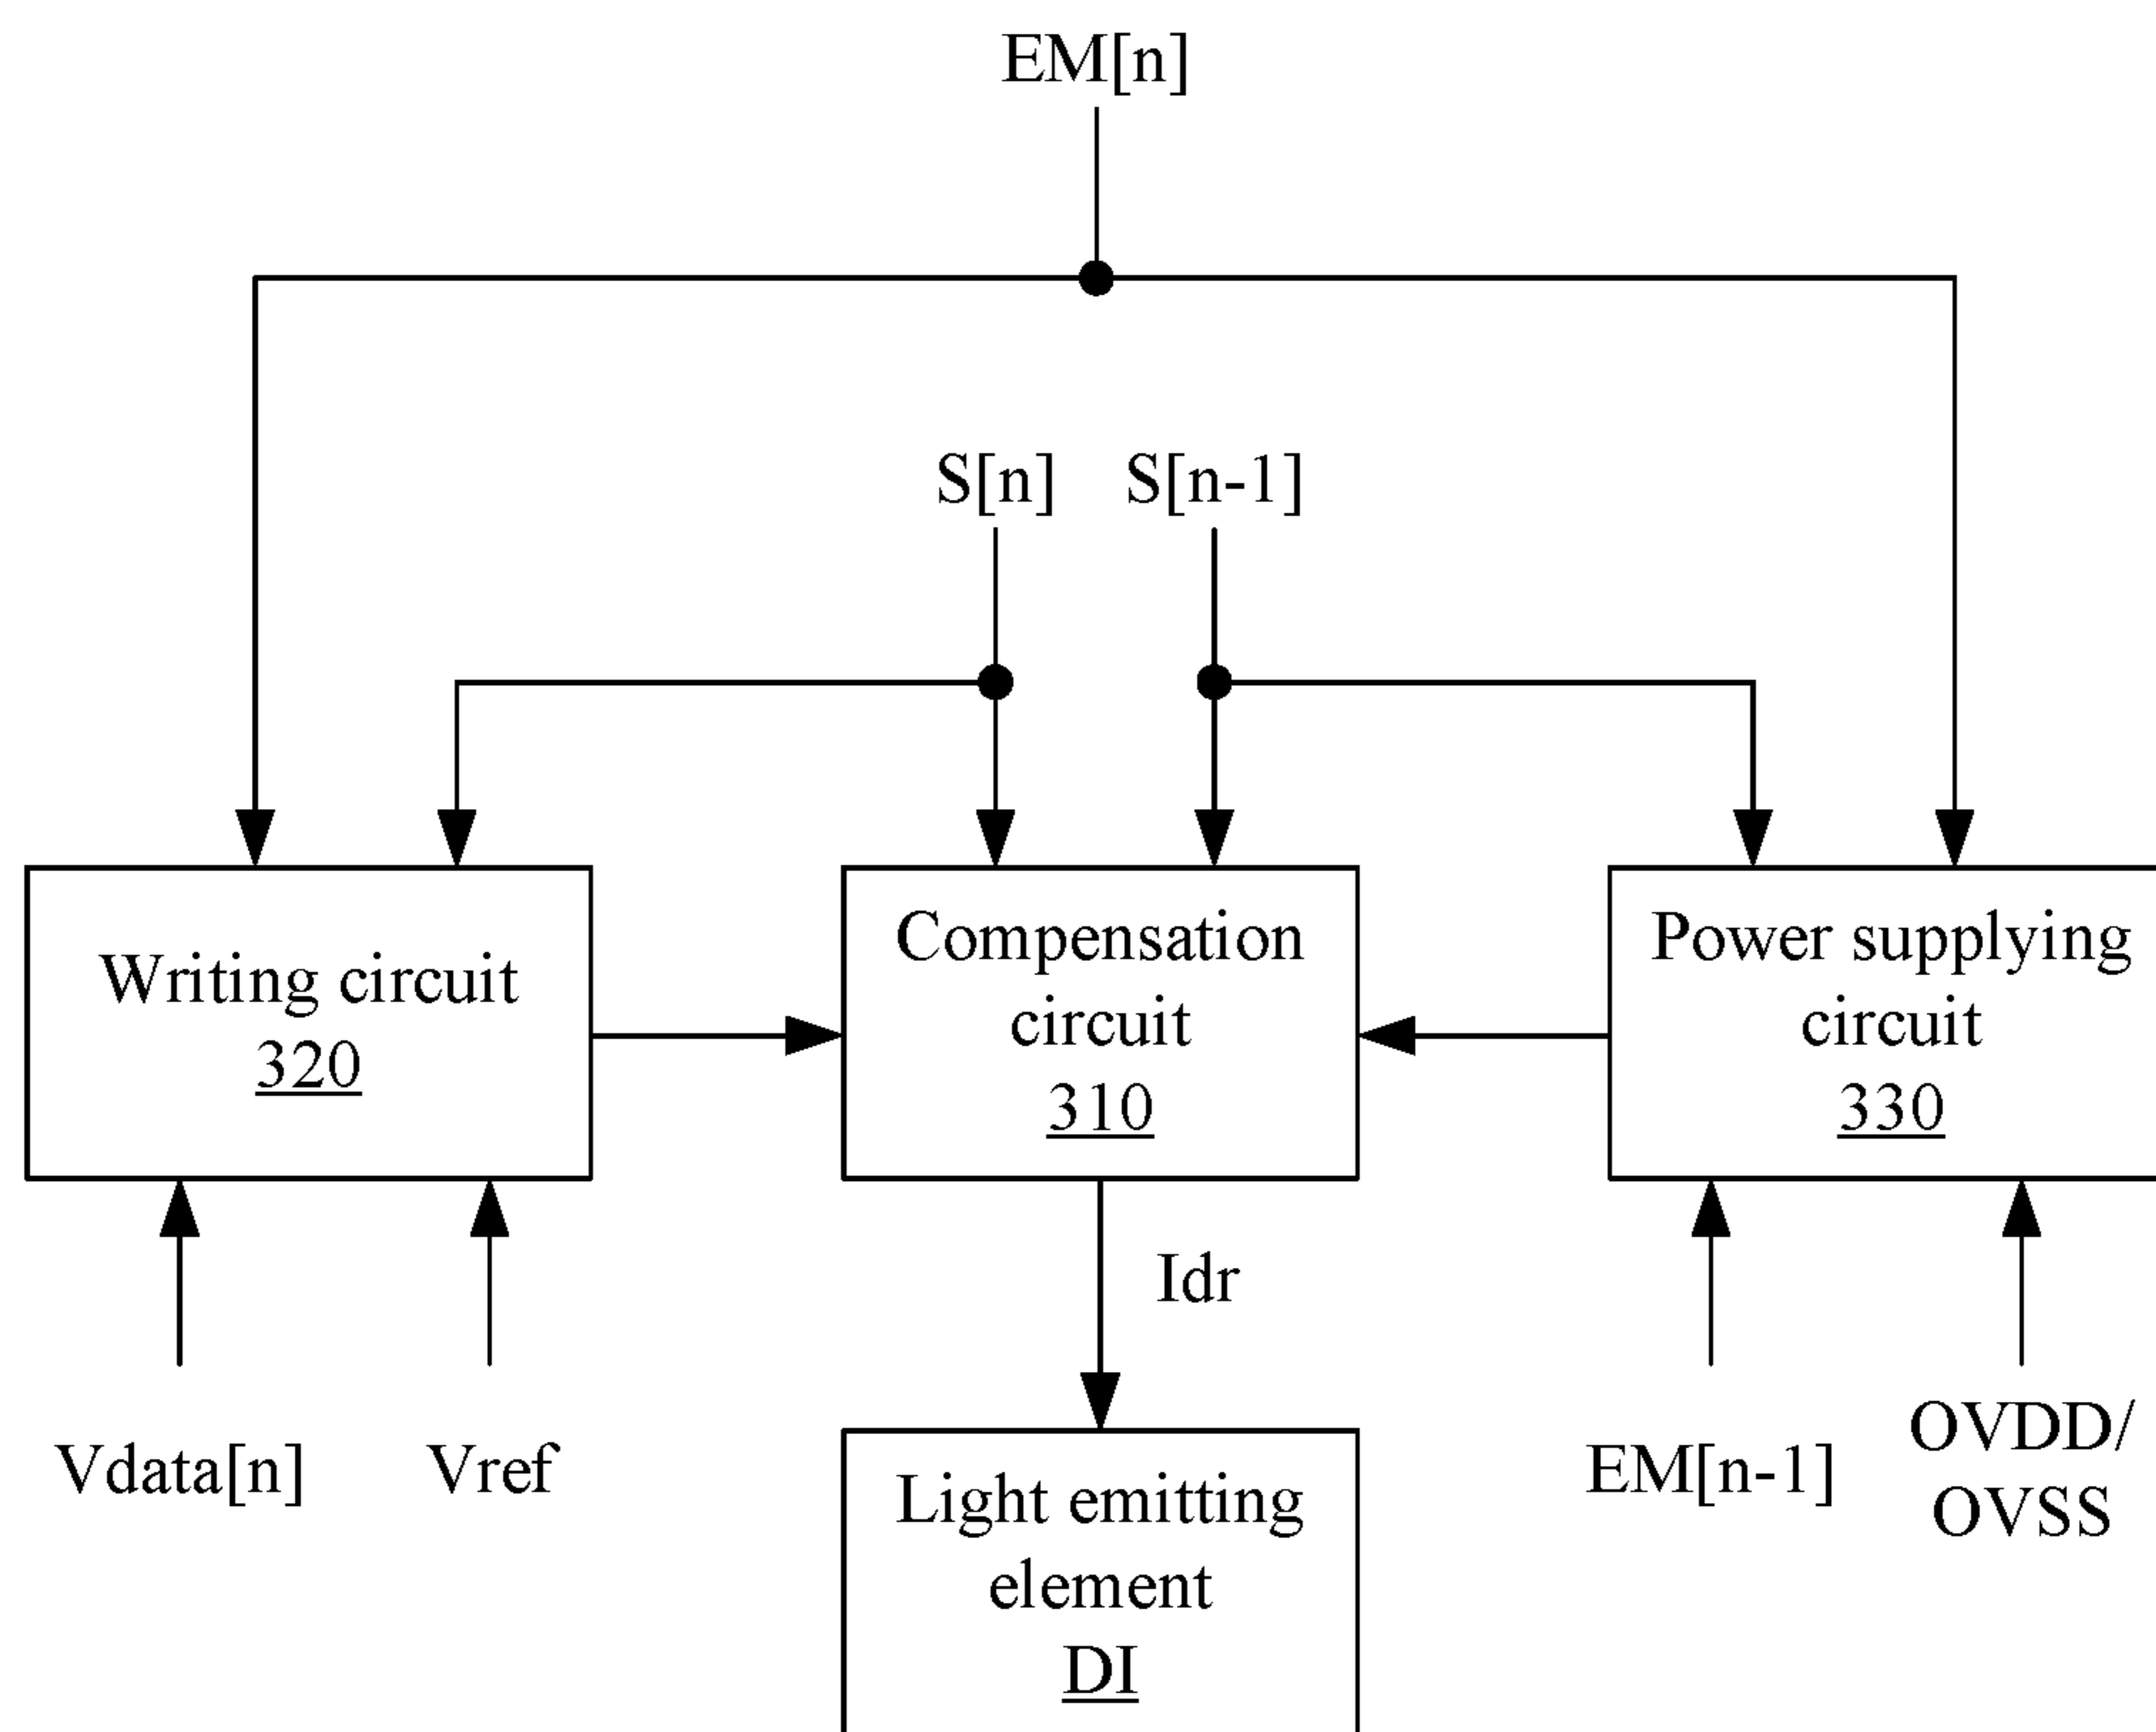 EM[n]
S[n]
S[n-1]
Writing circuit
320
Compensation
circuit
310
Power supplying
circuit
330
Idr
Vdata[n]
Vref
EM[n-1]
OVDD/
OVSS
Light emitting
element
DI